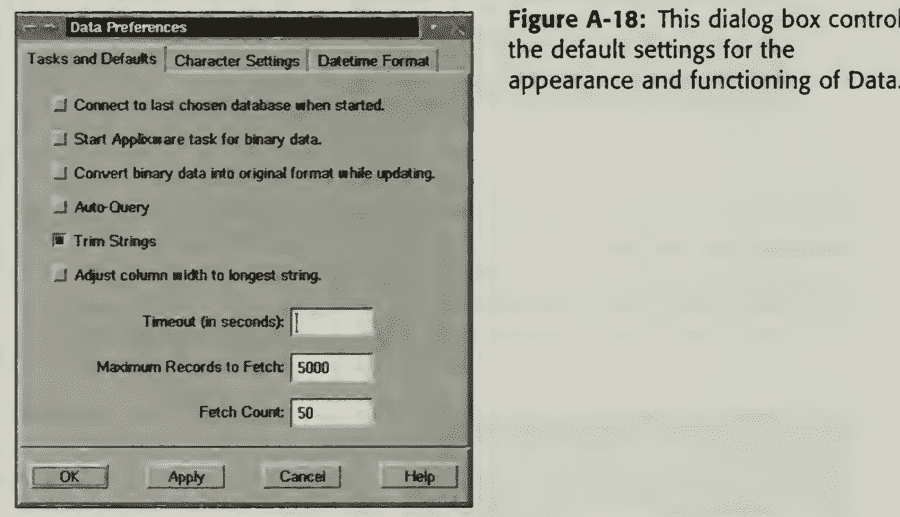 Data Preferences
Tasks and Defaults Character Settings Datetime Format
Connect to last chosen database when started.
Start Applixware task for binary data.
Convert binary data into original format while updating.
Auto-Query
Trim Strings
Adjust column width to longest string.
Timeout (in seconds):
Maximum Records to Fetch: 5000
Fetch Count: 50
OK Apply Cancel Help
Figure A-18: This dialog box control
the default settings for the
appearance and functioning of Data.